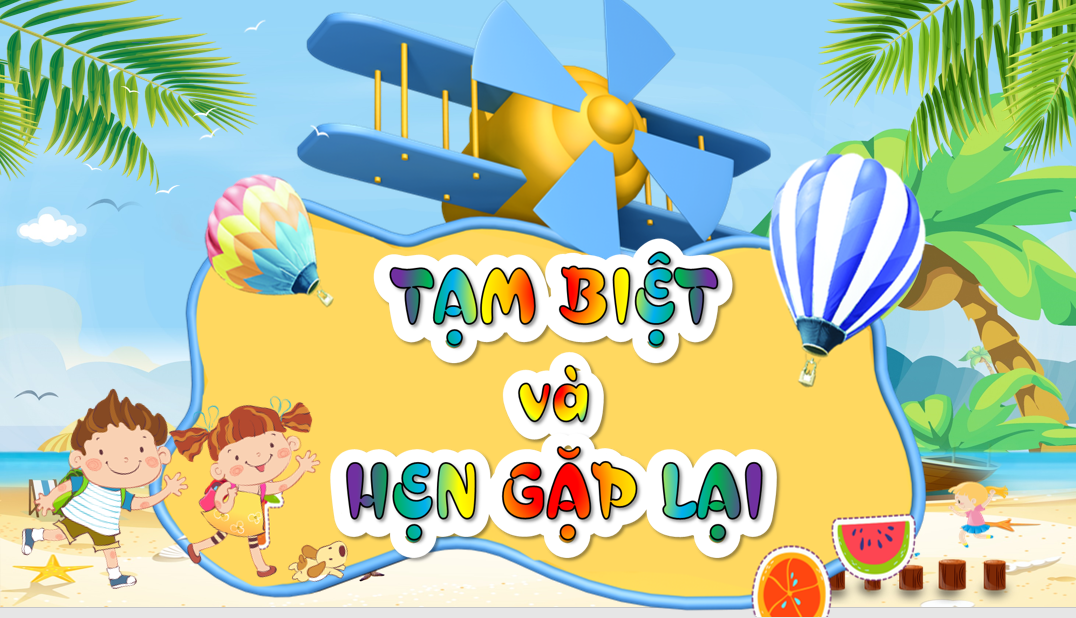 TẠM BIỆT
và
HẸN GẶP LẠI